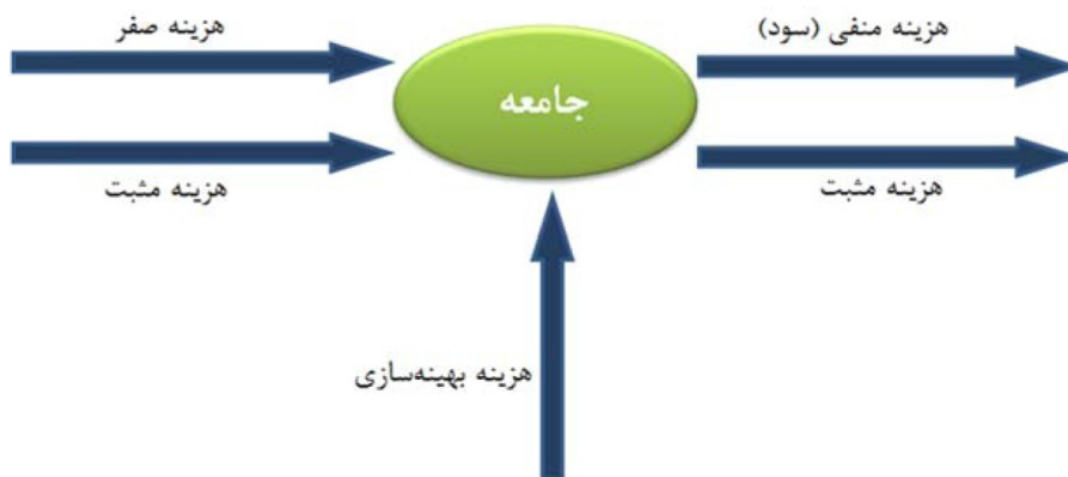 هزینه صفر
هزینه منفی (سود)
جامعه
هزینه مثبت
هزینه مثبت
هزینه بهینه‌سازی